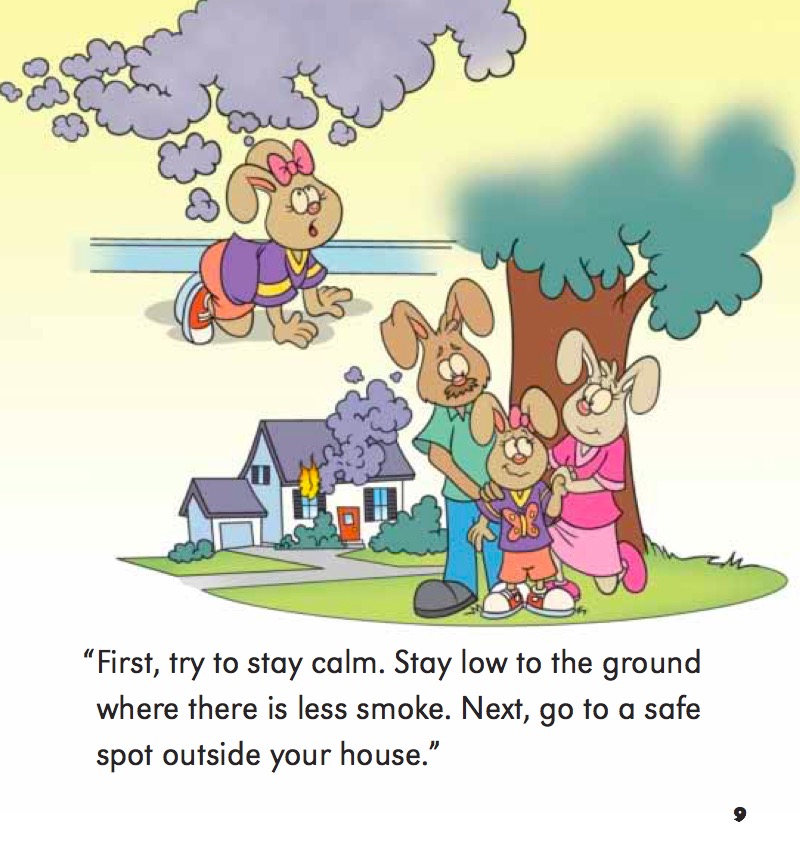 “First, try to stay calm. Stay low to the ground
where there is less smoke. Next, go to a safe
spot outside your house.”
9